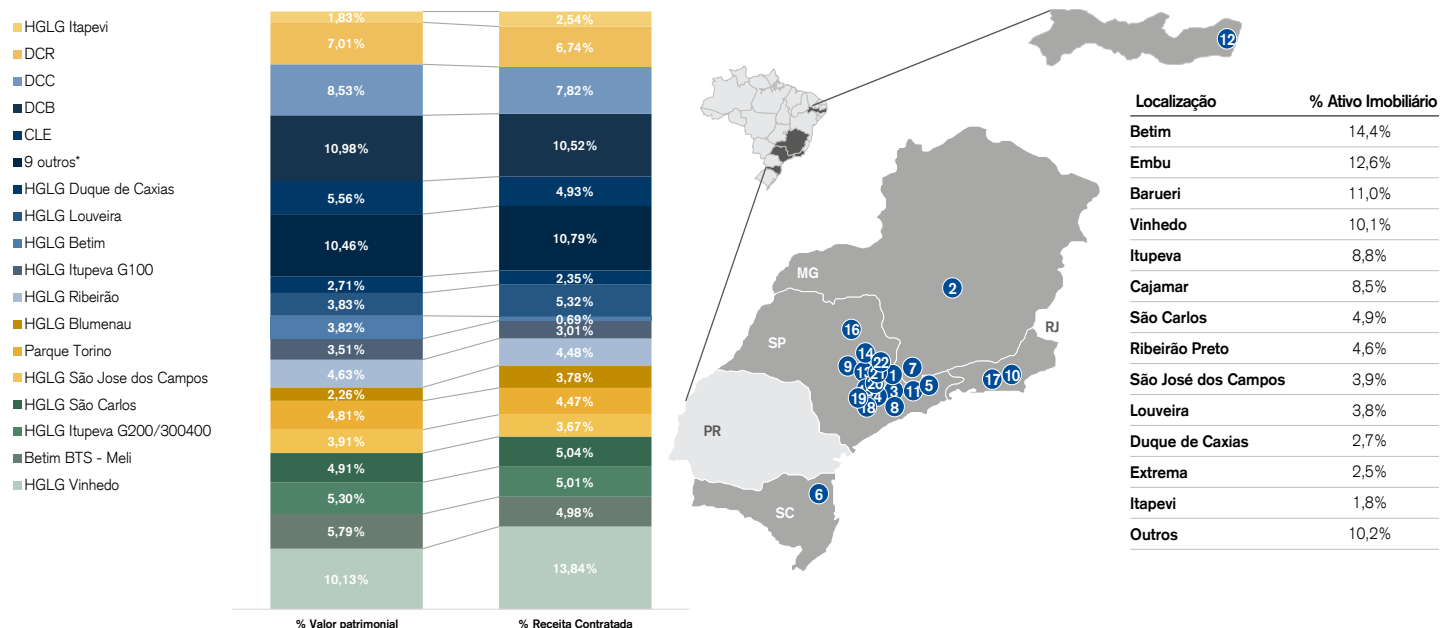 HGLG Itapevi
DCR
DCC
DCB
CLE
9 outros*
HGLG Duque de Caxias
HGLG Louveira
HGLG Betim
HGLG Itupeva G100
HGLG Ribeirão
HGLG Blumenau
Parque Torino
HGLG São Jose dos Campos
HGLG São Carlos
HGLG Itupeva G200/300400
Betim BTS - Meli
HGLG Vinhedo
1,83%
7,01%
8,53%
10,98%
5,56%
10,46%
2,71%
3,83%
3,82%
3,51%
4,63%
2,26%
4,81%
3,91%
4,91%
5,30%
5,79%
10,13%
% Valor patrimonial
2,54%
6,74%
7,82%
10,52%
4,93%
10,79%
2,35%
5,32%
0,69%
3,01%
4,48%
3,78%
4,47%
3,67%
5,04%
5,01%
4,98%
13,84%
% Receita Contratada
12
MG
2
RJ
SP
16
14
22
9
21
1
7
5
17
10
3
11
19
4
18
8
PR
6
SC
Localização % Ativo Imobiliário
Betim 14,4%
Embu 12,6%
Barueri 11,0%
Vinhedo 10,1%
Itupeva 8,8%
Cajamar 8,5%
São Carlos 4,9%
Ribeirão Preto 4,6%
São José dos Campos 3,9%
Louveira 3,8%
Duque de Caxias 2,7%
Extrema 2,5%
Itapevi 1,8%
Outros 10,2%